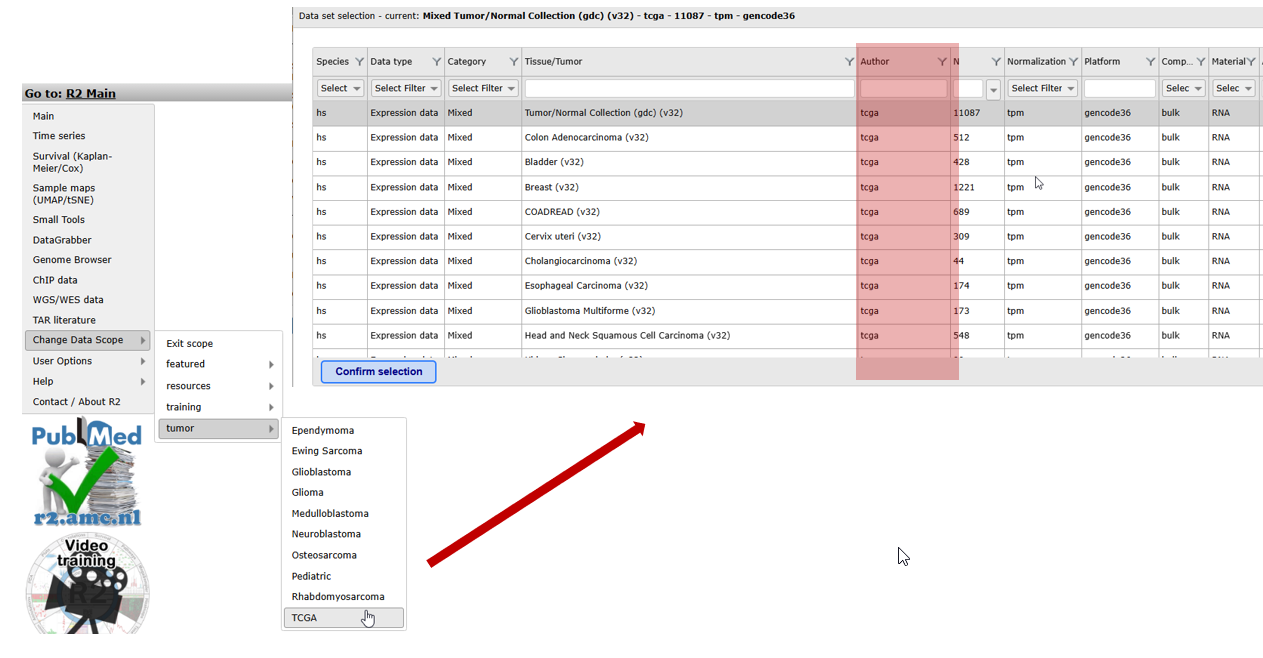 Data set selection - current: Mixed Tumor/Normal Collection (gdc) (v32) - tcga - 11087 - tpm - gencode36
Species Data type Category Tissue/Tumor Author N Normalization Platform Comp... Material
Select Select Filter Select Filter Select Filter Selec Selec
hs Expression data Mixed Tumor/Normal Collection (gdc) (v32) tcga 11087 tpm gencode36 bulk RNA
hs Expression data Mixed Colon Adenocarcinoma (v32) tcga 512 tpm gencode36 bulk RNA
hs Expression data Mixed Bladder (v32) tcga 428 tpm gencode36 bulk RNA
hs Expression data Mixed Breast (v32) tcga 1221 tpm gencode36 bulk RNA
hs Expression data Mixed COADREAD (v32) tcga 689 tpm gencode36 bulk RNA
hs Expression data Mixed Cervix uteri (v32) tcga 309 tpm gencode36 bulk RNA
hs Expression data Mixed Cholangiocarcinoma (v32) tcga 44 tpm gencode36 bulk RNA
hs Expression data Mixed Esophageal Carcinoma (v32) tcga 174 tpm gencode36 bulk RNA
hs Expression data Mixed Glioblastoma Multiforme (v32) tcga 173 tpm gencode36 bulk RNA
hs Expression data Mixed Head and Neck Squamous Cell Carcinoma (v32) tcga 548 tpm gencode36 bulk RNA
Confirm selection
Go to: R2 Main
Main
Time series
Survival (Kaplan-
Meier/Cox)
Sample maps
(UMAP/tSNE)
Small Tools
DataGrabber
Genome Browser
ChIP data
WGS/WES data
TAR literature
Change Data Scope
User Options
Help
Contact / About R2
Exit scope
featured
resources
training
tumor
Ependymoma
Ewing Sarcoma
Glioblastoma
Glioma
Medulloblastoma
Neuroblastoma
Osteosarcoma
Pediatric
Rhabdomyosarcoma
TCGA
PubMed
r2.amc.nl
Video
training
R2